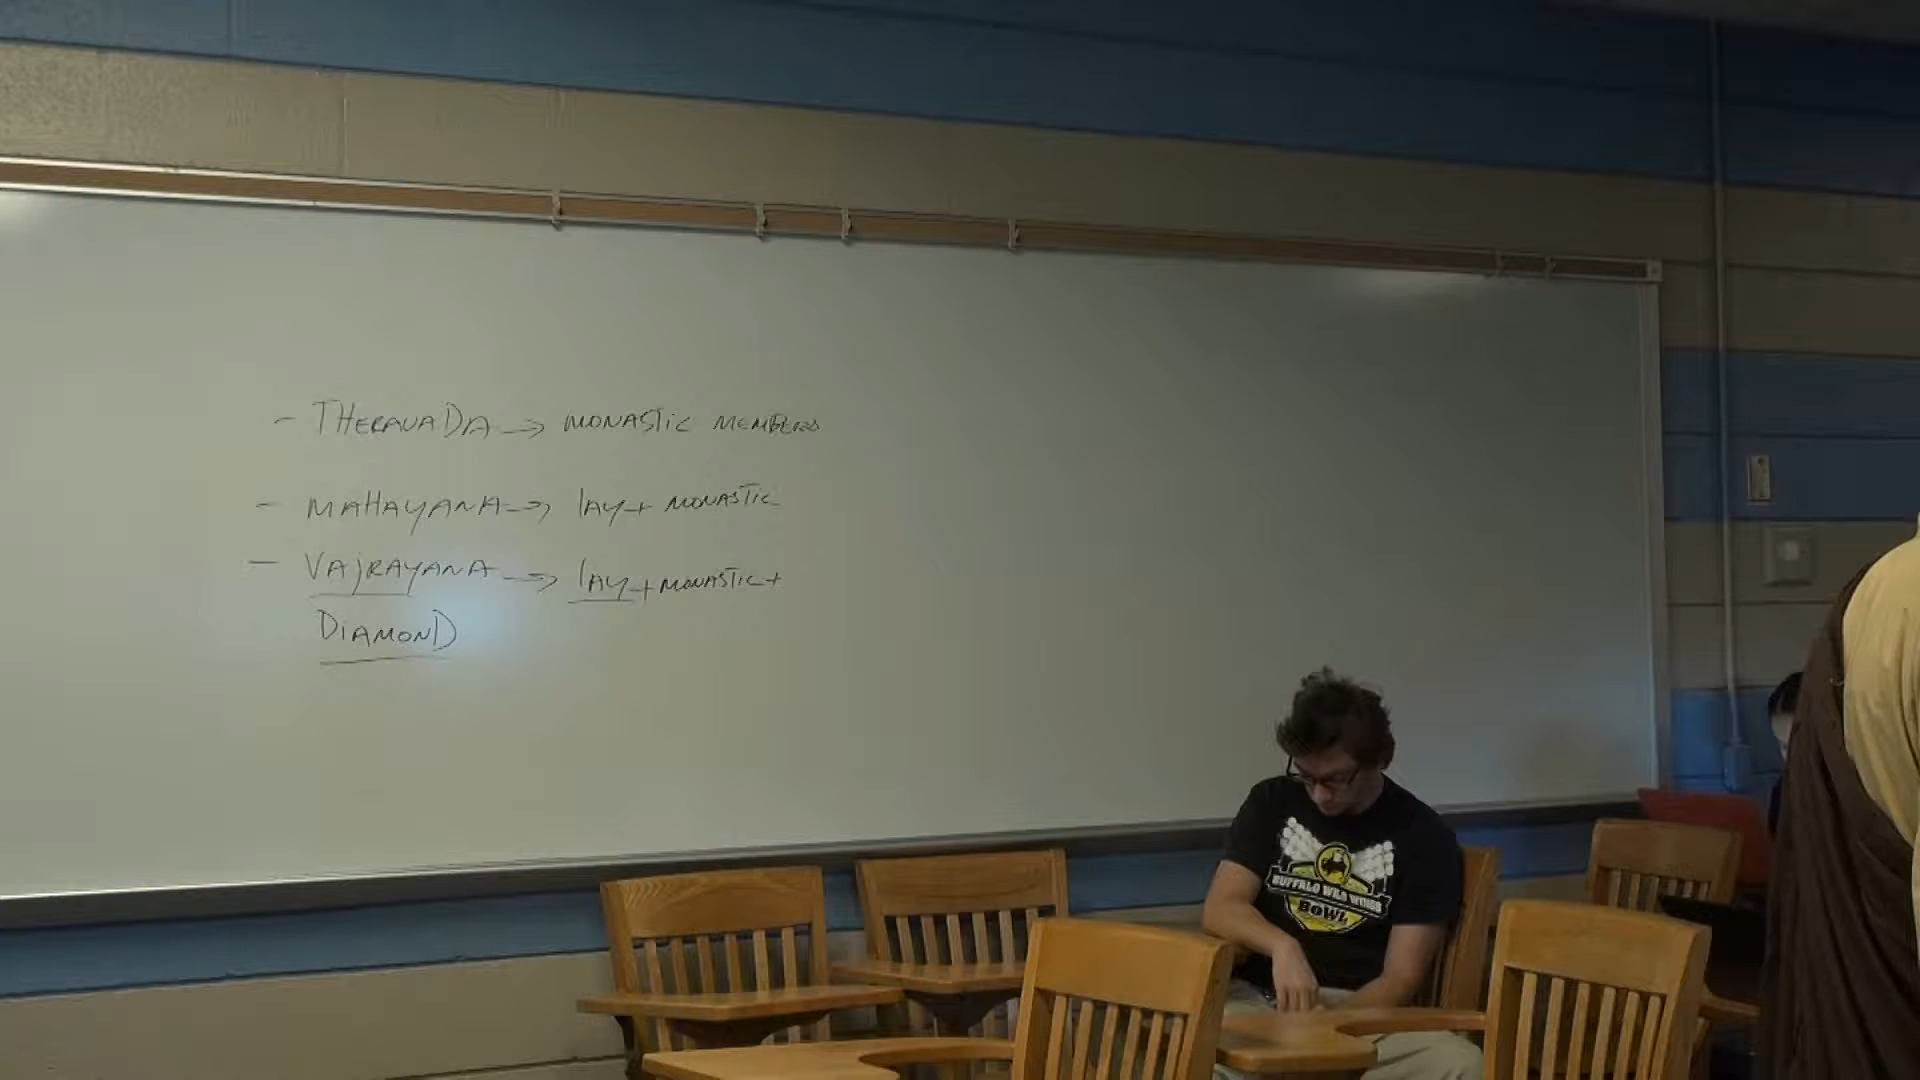 - THERAVADA → MONASTIC MEMBERS
- MAHAYANA → LAY + MONASTIC
- VAJRAYANA → LAY + MONASTIC +
DIAMOND
BUFFALO WILD WINGS
BOWL